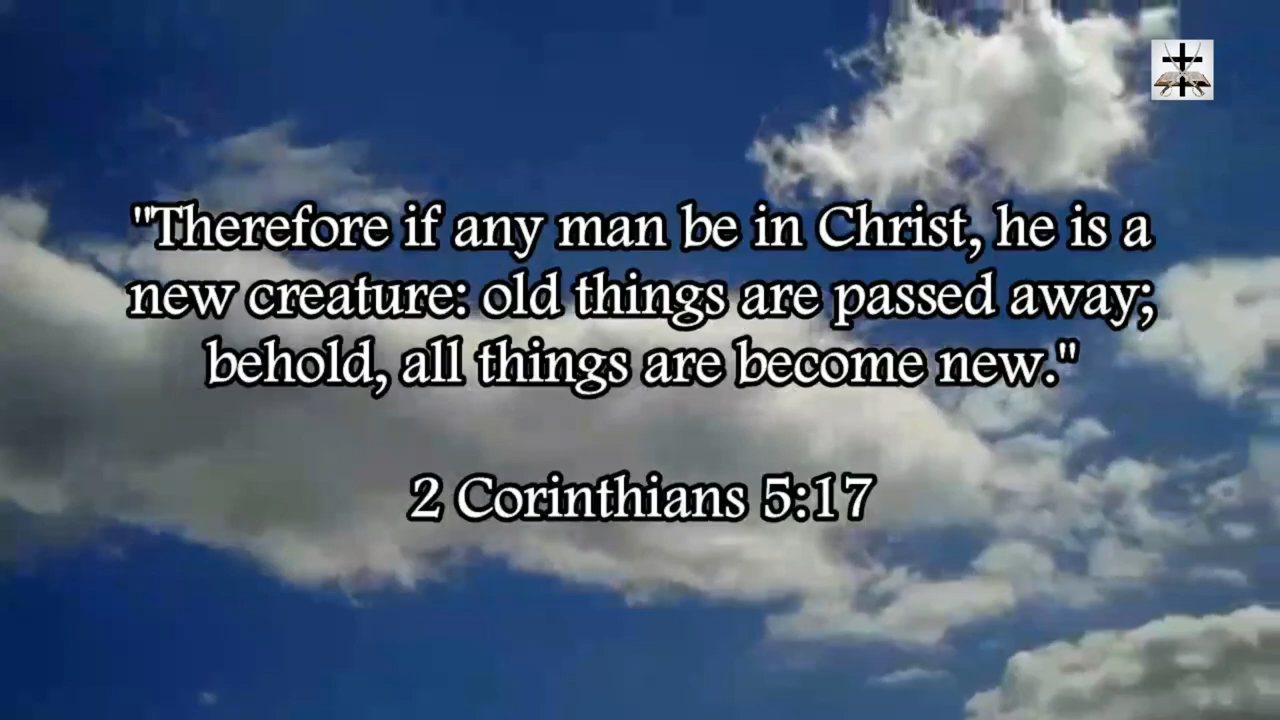 "Therefore if any man be in Christ, he is a
new creature: old things are passed away;
behold, all things are become new."
2 Corinthians 5:17